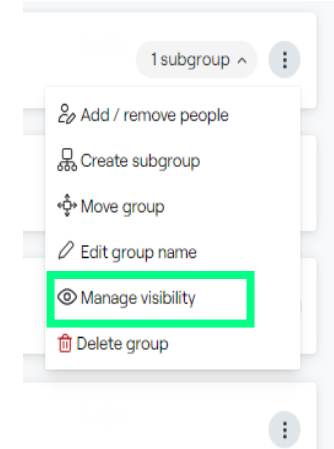 1 subgroup
Add / remove people
Create subgroup
Move group
Edit group name
Manage visibility
Delete group